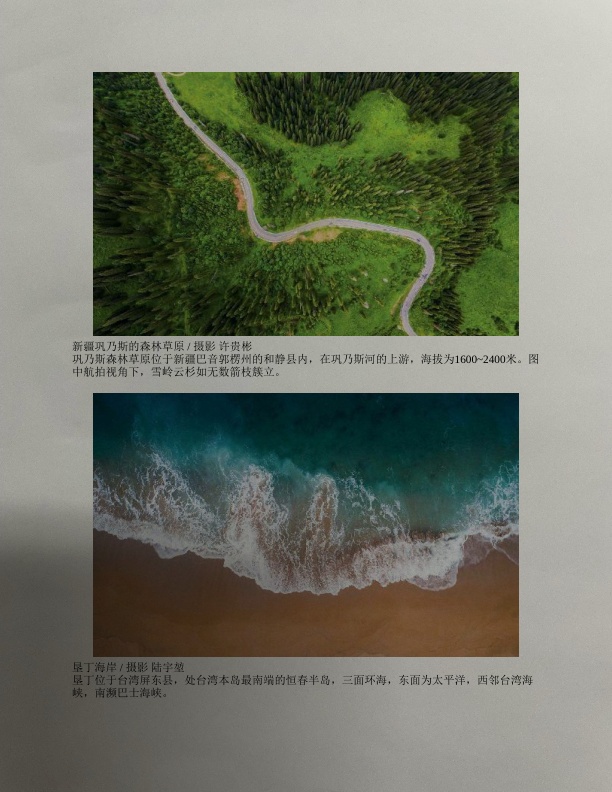 新疆巩乃斯的森林草原 / 摄影 许贵彬
巩乃斯森林草原位于新疆巴音郭楞州的和静县内，在巩乃斯河的上游，海拔为1600~2400米。图
中航拍视角下，雪岭云杉如无数箭枝簇立。
垦丁海岸 / 摄影 陆宇堃
垦丁位于台湾屏东县，处台湾本岛最南端的恒春半岛，三面环海，东面为太平洋，西邻台湾海
峡，南濒巴士海峡。